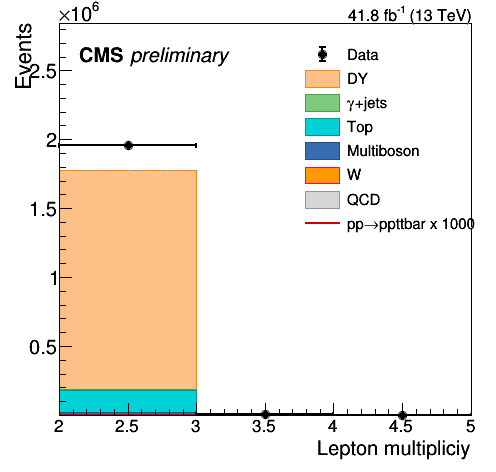 ×10⁶
41.8 fb⁻¹ (13 TeV)
Events
CMS preliminary
Data
DY
γ+jets
Top
Multiboson
W
QCD
pp→ppttbar x 1000
2.5
2
1.5
1
0.5
2 2.5 3 3.5 4 4.5 5
Lepton multipliciy